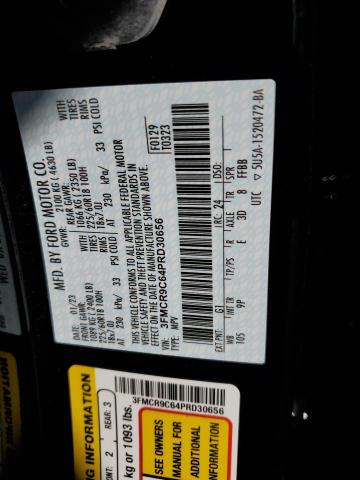 MFD. BY FORD MOTOR CO.
DATE: 01/23
GVWR: 2100 KG ( 4630 LB)
FRONT GAWR:
1089 KG ( 2400 LB)
225/60R18 100H
18x7.0J
AT 230 kPa/ 33 PSI COLD
REAR GAWR:
1066 KG ( 2350 LB)
225/60R18 100H
18x7.0J
AT 230 kPa/ 33 PSI COLD
WITH
TIRES
RIMS
WITH
TIRES
RIMS
THIS VEHICLE CONFORMS TO ALL APPLICABLE FEDERAL MOTOR
VEHICLE SAFETY AND THEFT PREVENTION STANDARDS IN
EFFECT ON THE DATE OF MANUFACTURE SHOWN ABOVE.
VIN: 3FMCR9C64PRD30656
TYPE: MPV
F0129
T0323
EXT PNT: G1
RC: 24 DSO:
WB INT TR TP/PS R AXLE TR SPR
105 9P E 3D 8 FFBB
UTC 5U5A-1520472-BA
NG INFORMATION
FRONT: 2 REAR: 3
3FMCR9C64PRD30656
kg or 1093 lbs.
SEE OWNERS
MANUAL FOR
ADDITIONAL
INFORMATION